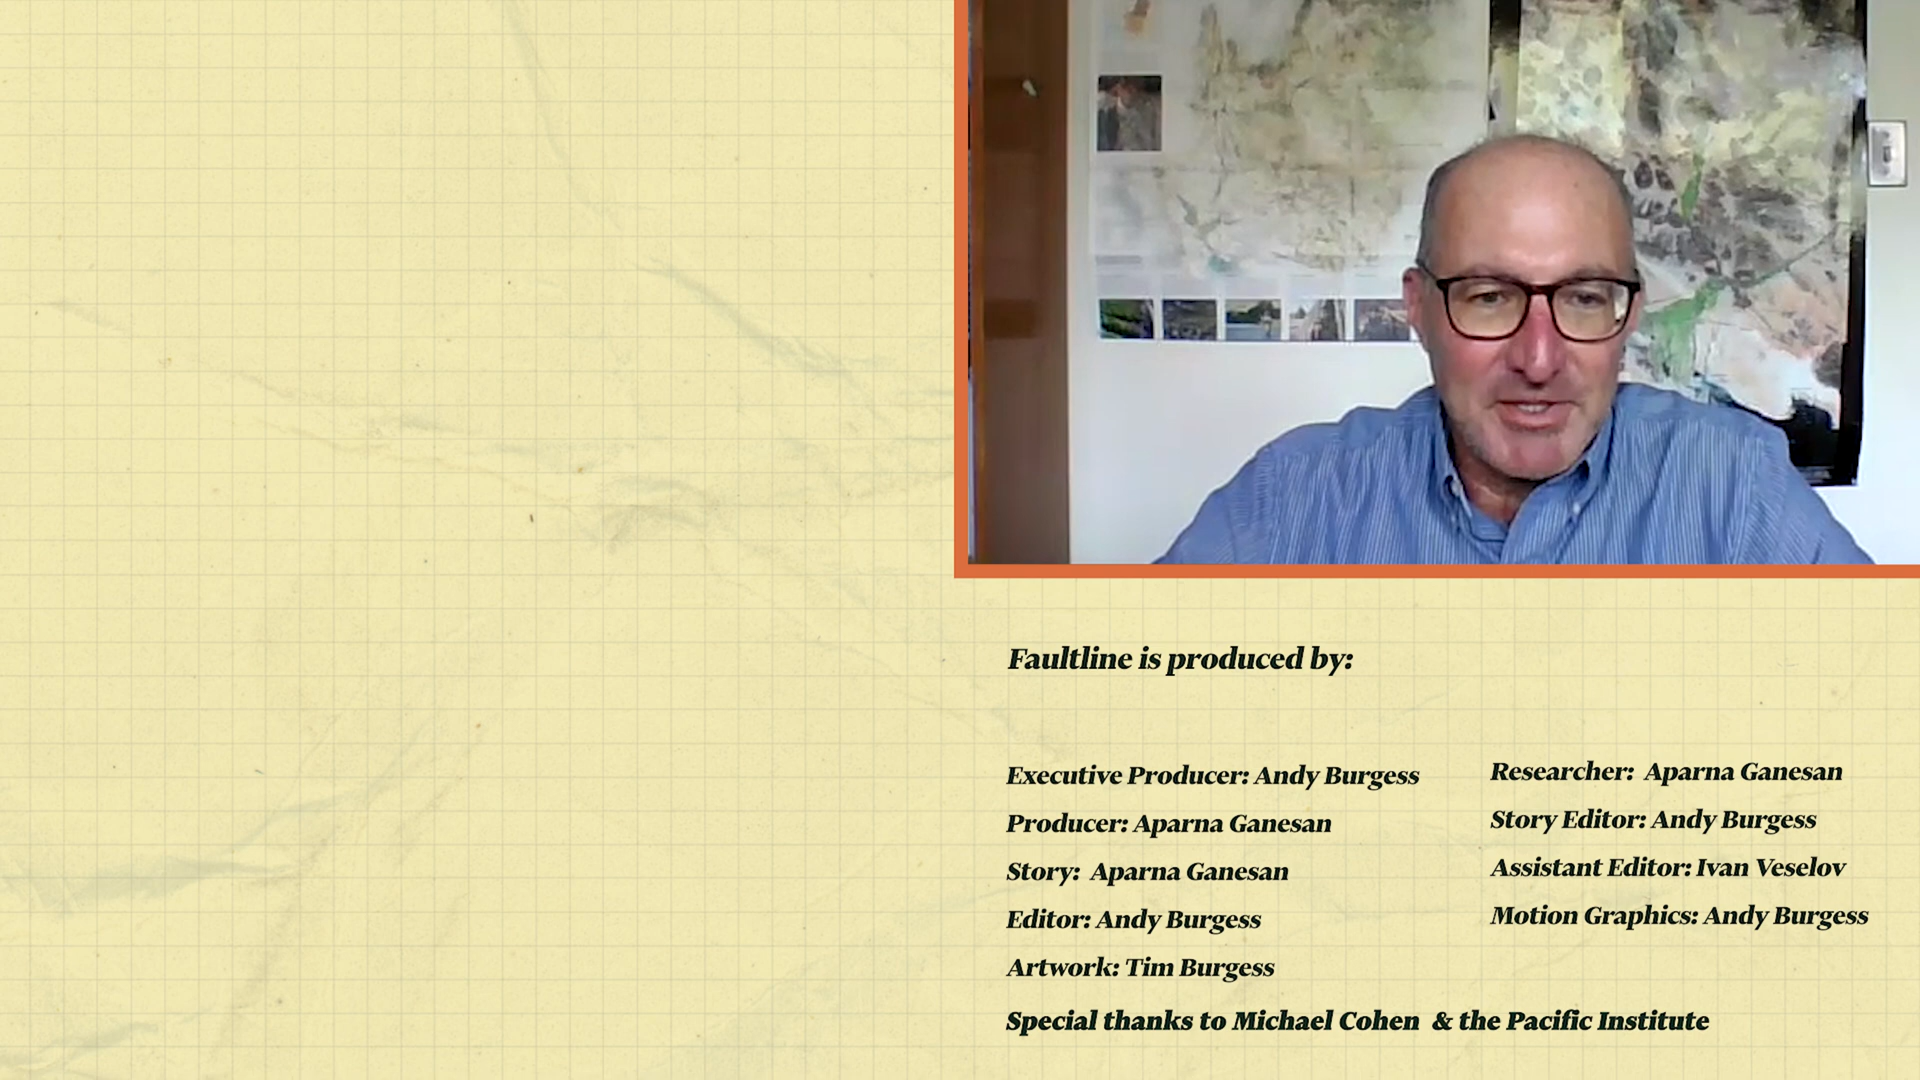 Faultline is produced by:
Executive Producer: Andy Burgess
Producer: Aparna Ganesan
Story: Aparna Ganesan
Editor: Andy Burgess
Artwork: Tim Burgess
Researcher: Aparna Ganesan
Story Editor: Andy Burgess
Assistant Editor: Ivan Veselov
Motion Graphics: Andy Burgess
Special thanks to Michael Cohen & the Pacific Institute